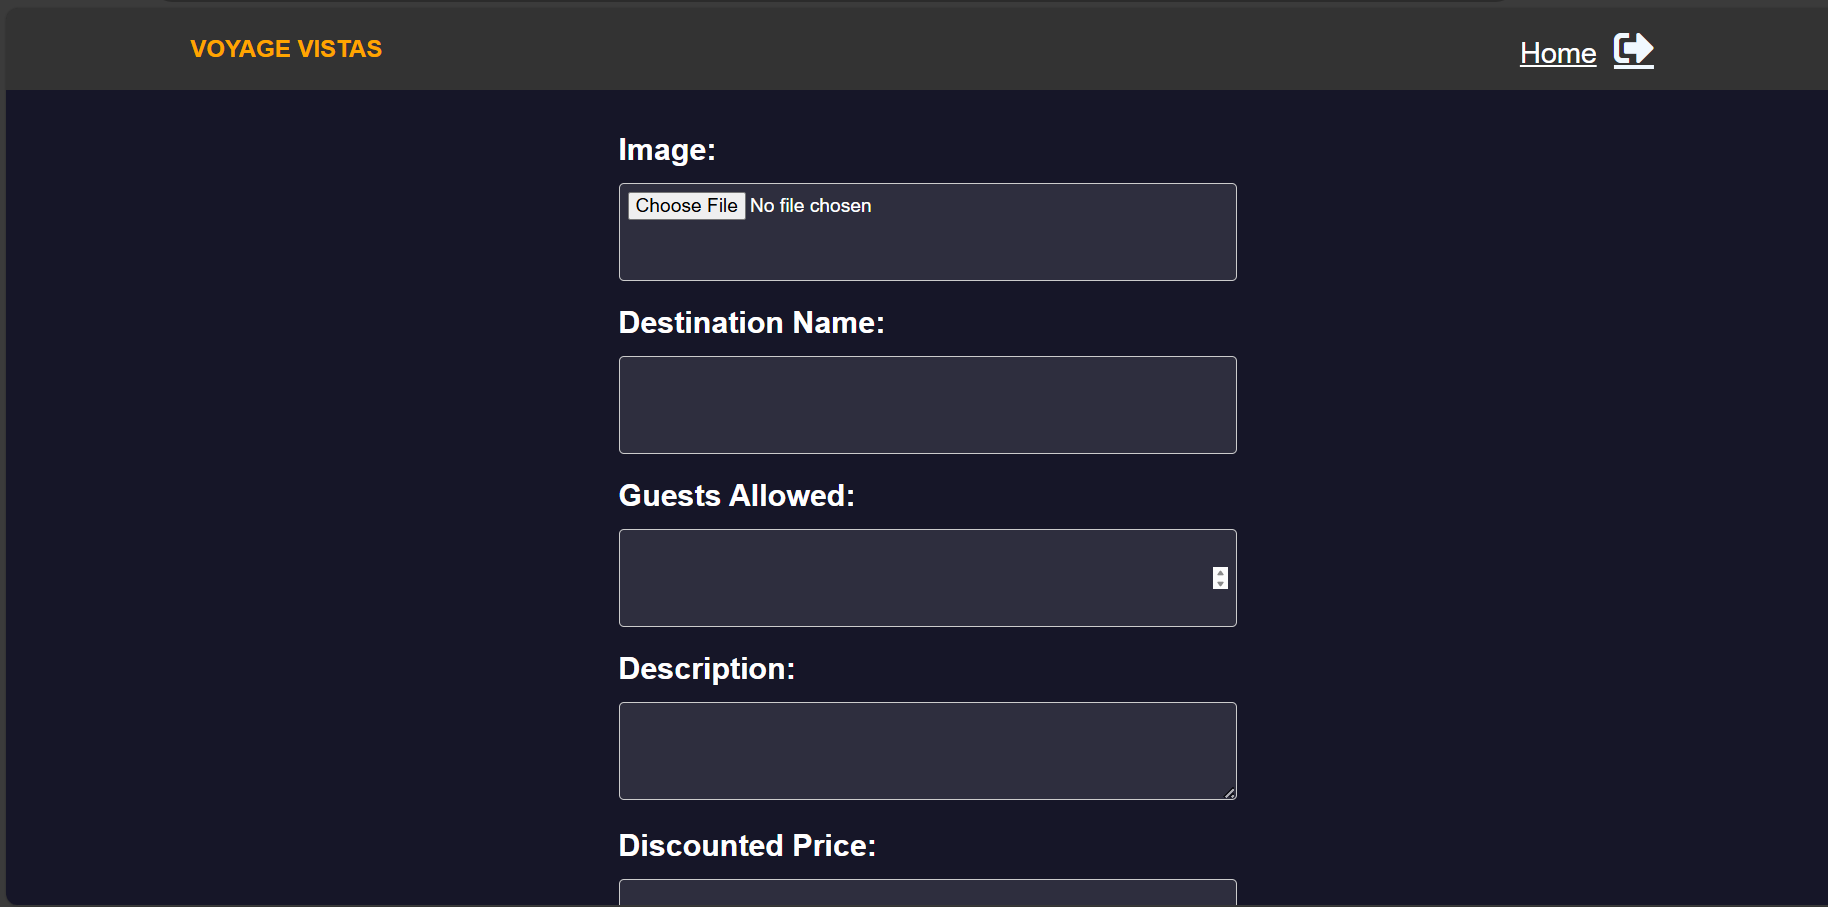 VOYAGE VISTAS
Home
Image:
Choose File No file chosen
Destination Name:
Guests Allowed:
Description:
Discounted Price: